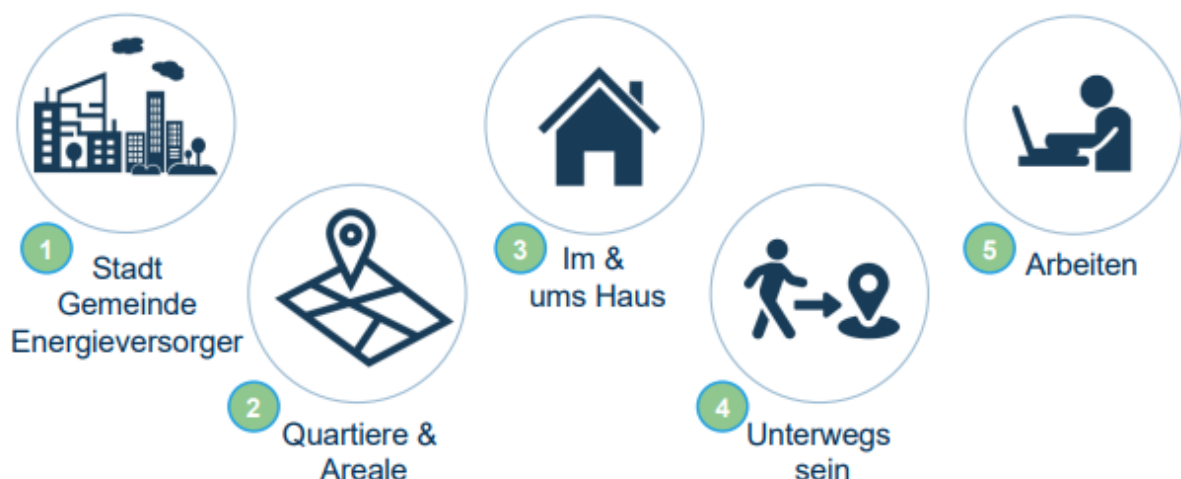 1
Stadt
Gemeinde
Energieversorger
2
Quartiere &
Areale
3
Im &
ums Haus
4
Unterwegs
sein
5
Arbeiten